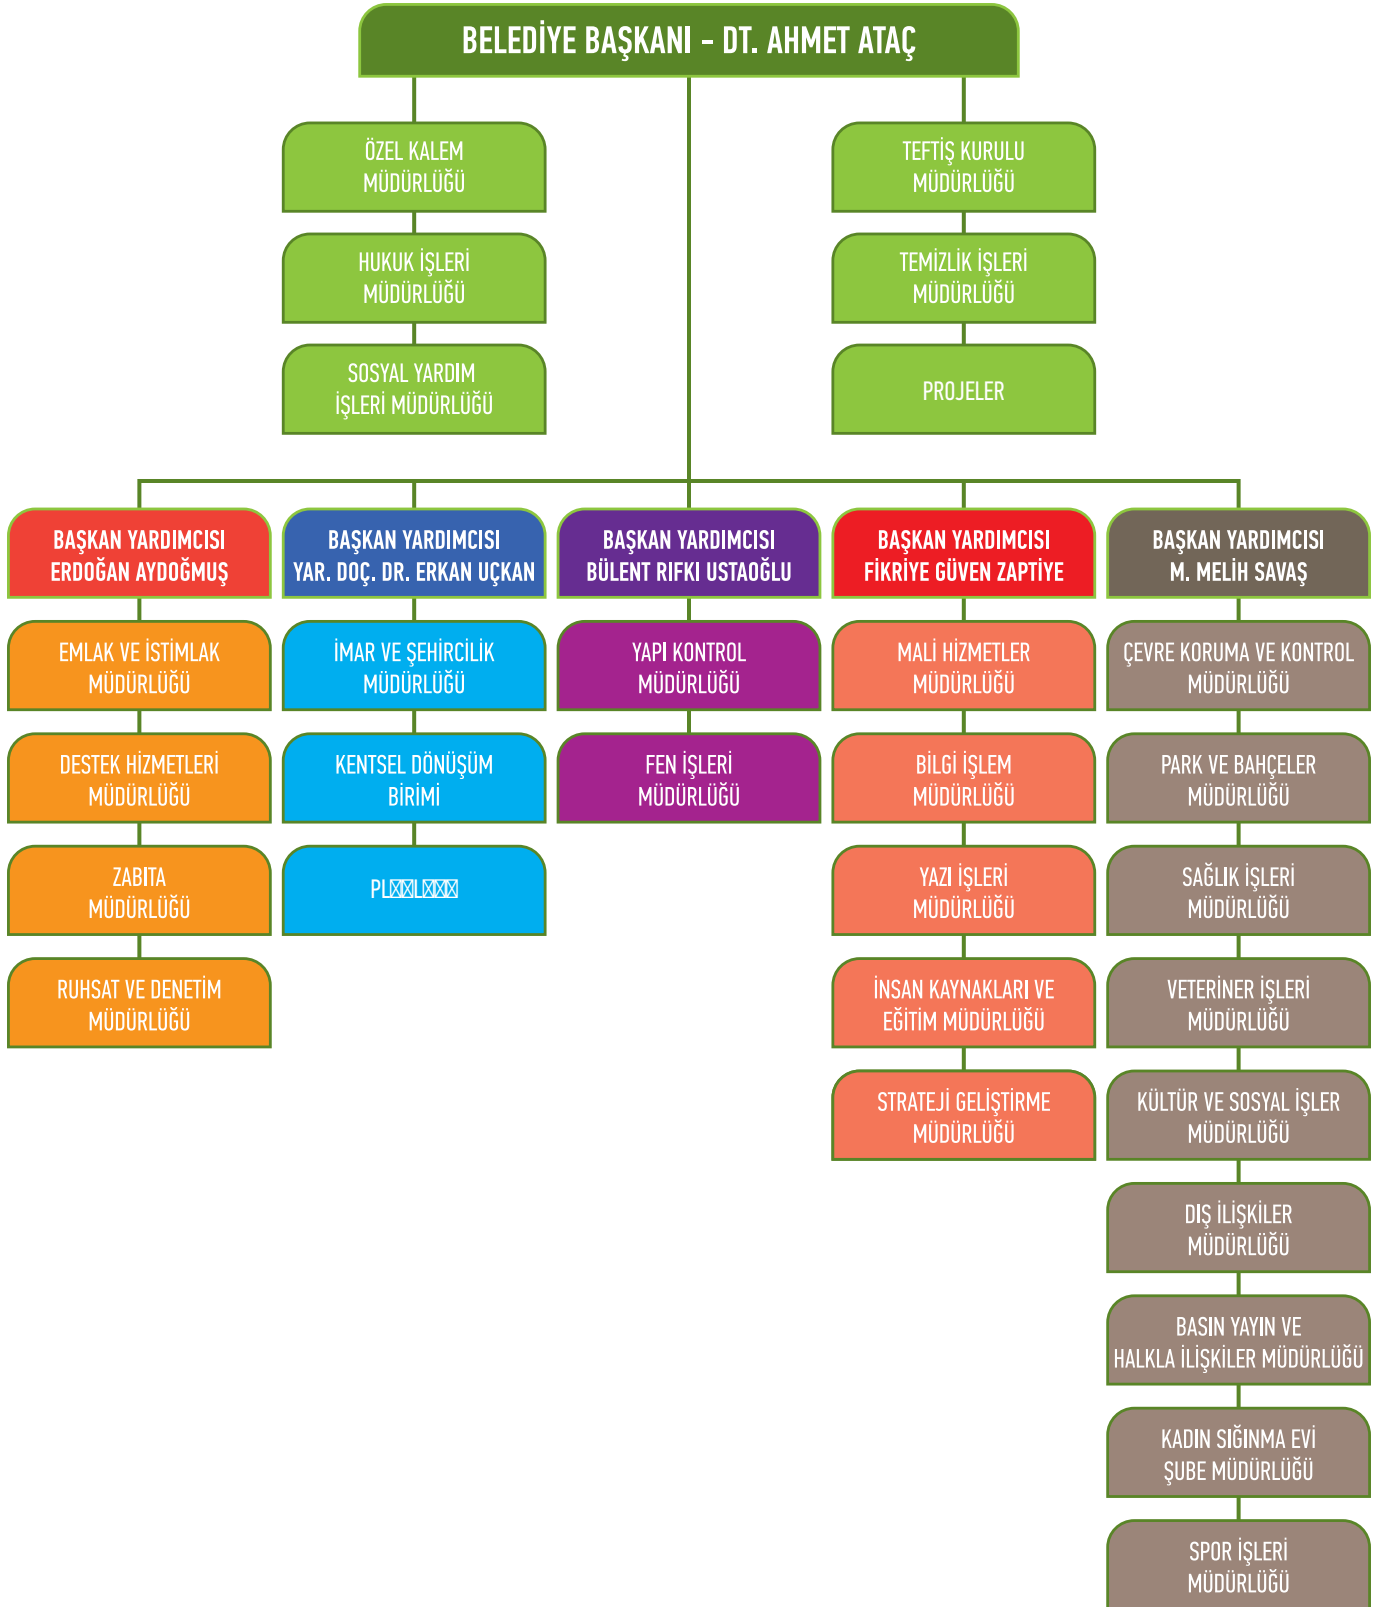 BELEDİYE BAŞKANI - DT. AHMET ATAÇ
ÖZEL KALEM
MÜDÜRLÜĞÜ
HUKUK İŞLERİ
MÜDÜRLÜĞÜ
SOSYAL YARDIM
İŞLERİ MÜDÜRLÜĞÜ
TEFTİŞ KURULU
MÜDÜRLÜĞÜ
TEMİZLİK İŞLERİ
MÜDÜRLÜĞÜ
PROJELER
BAŞKAN YARDIMCISI
ERDOĞAN AYDOĞMUŞ
EMLAK VE İSTİMLAK
MÜDÜRLÜĞÜ
DESTEK HİZMETLERİ
MÜDÜRLÜĞÜ
ZABITA
MÜDÜRLÜĞÜ
RUHSAT VE DENETİM
MÜDÜRLÜĞÜ
BAŞKAN YARDIMCISI
YAR. DOÇ. DR. ERKAN UÇKAN
İMAR VE ŞEHİRCİLİK
MÜDÜRLÜĞÜ
KENTSEL DÖNÜŞÜM
BİRİMİ
BAŞKAN YARDIMCISI
BÜLENT RIFKI USTAOĞLU
YAPI KONTROL
MÜDÜRLÜĞÜ
FEN İŞLERİ
MÜDÜRLÜĞÜ
BAŞKAN YARDIMCISI
FİKRİYE GÜVEN ZAPTİYE
MALİ HİZMETLER
MÜDÜRLÜĞÜ
BİLGİ İŞLEM
MÜDÜRLÜĞÜ
YAZI İŞLERİ
MÜDÜRLÜĞÜ
İNSAN KAYNAKLARI VE
EĞİTİM MÜDÜRLÜĞÜ
STRATEJİ GELİŞTİRME
MÜDÜRLÜĞÜ
BAŞKAN YARDIMCISI
M. MELİH SAVAŞ
ÇEVRE KORUMA VE KONTROL
MÜDÜRLÜĞÜ
PARK VE BAHÇELER
MÜDÜRLÜĞÜ
SAĞLIK İŞLERİ
MÜDÜRLÜĞÜ
VETERİNER İŞLERİ
MÜDÜRLÜĞÜ
KÜLTÜR VE SOSYAL İŞLER
MÜDÜRLÜĞÜ
DIŞ İLİŞKİLER
MÜDÜRLÜĞÜ
BASIN YAYIN VE
HALKLA İLİŞKİLER MÜDÜRLÜĞÜ
KADIN SIĞINMA EVİ
ŞUBE MÜDÜRLÜĞÜ
SPOR İŞLERİ
MÜDÜRLÜĞÜ